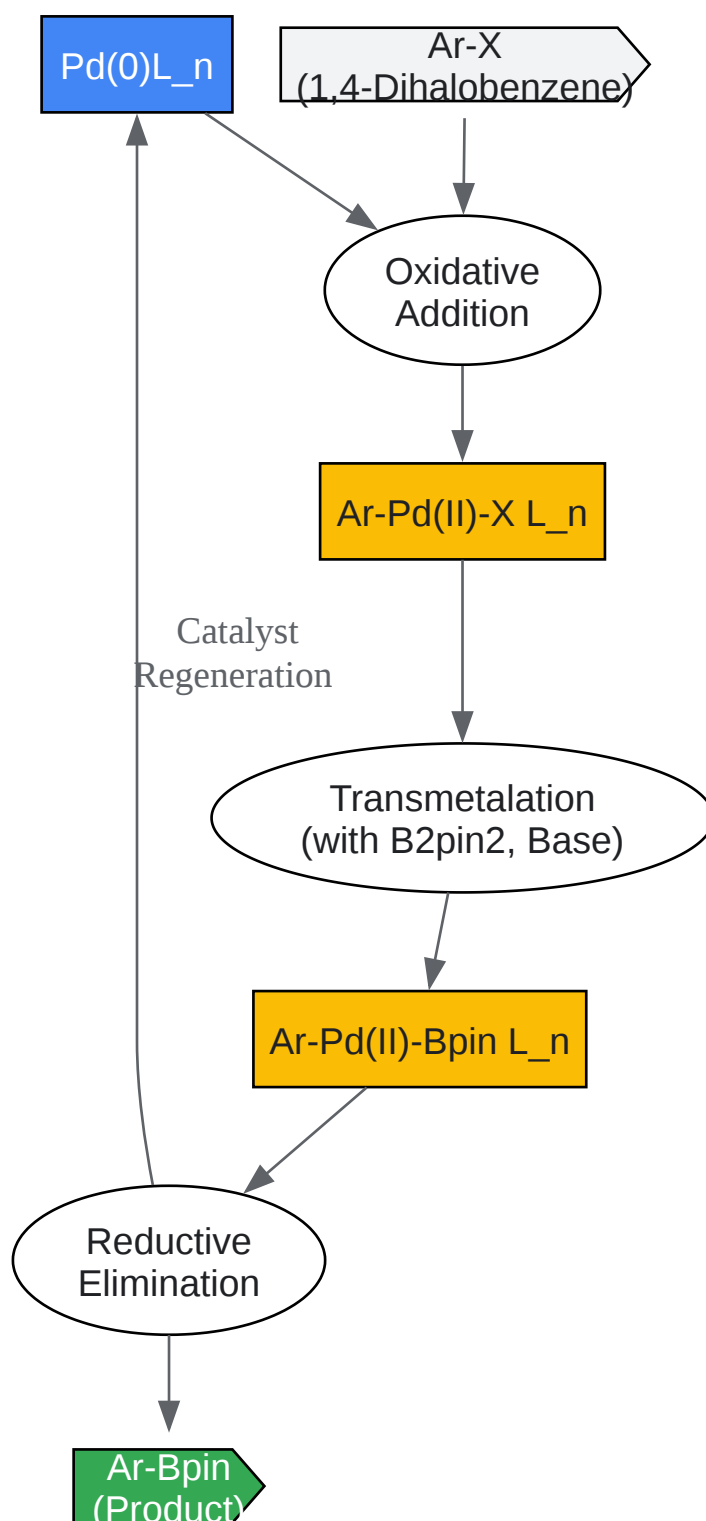 Pd(0)L_n
Ar-X
(1,4-Dihalobenzene)
Oxidative
Addition
Ar-Pd(II)-X L_n
Catalyst
Regeneration
Transmetalation
(with B2pin2, Base)
Ar-Pd(II)-Bpin L_n
Reductive
Elimination
Ar-Bpin
(Product)